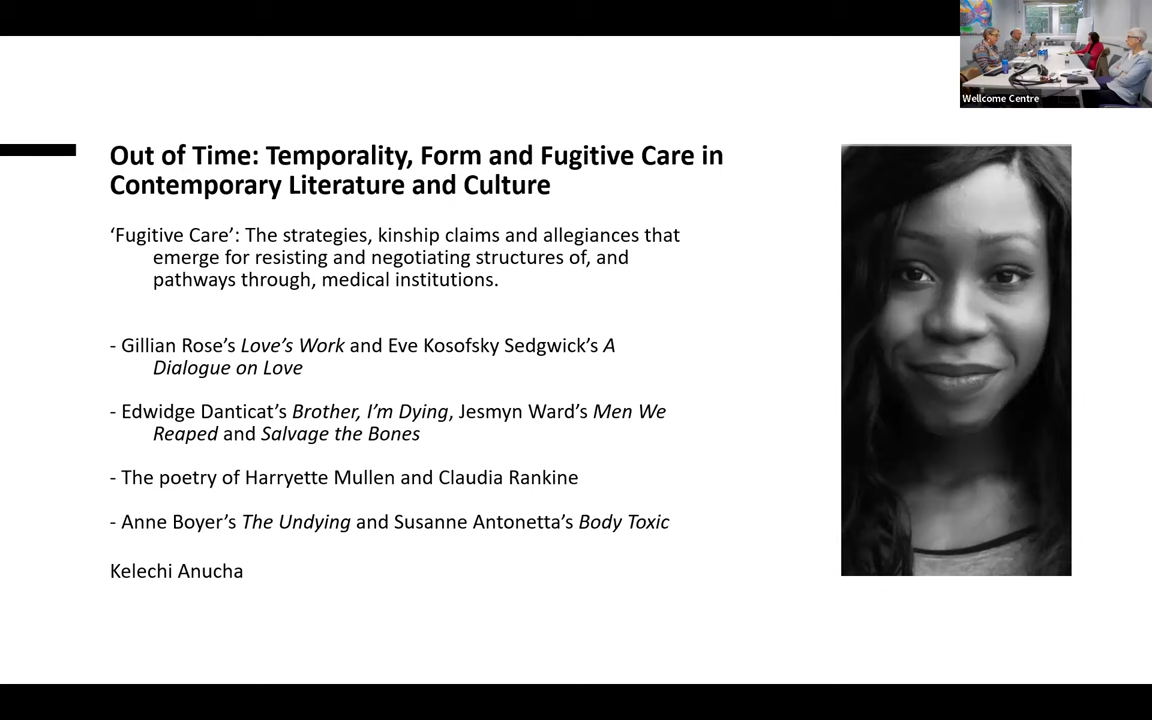 Wellcome Centre
Out of Time: Temporality, Form and Fugitive Care in
Contemporary Literature and Culture
‘Fugitive Care’: The strategies, kinship claims and allegiances that
emerge for resisting and negotiating structures of, and
pathways through, medical institutions.
- Gillian Rose’s Love’s Work and Eve Kosofsky Sedgwick’s A
Dialogue on Love
- Edwidge Danticat’s Brother, I’m Dying, Jesmyn Ward’s Men We
Reaped and Salvage the Bones
- The poetry of Harryette Mullen and Claudia Rankine
- Anne Boyer’s The Undying and Susanne Antonetta’s Body Toxic
Kelechi Anucha